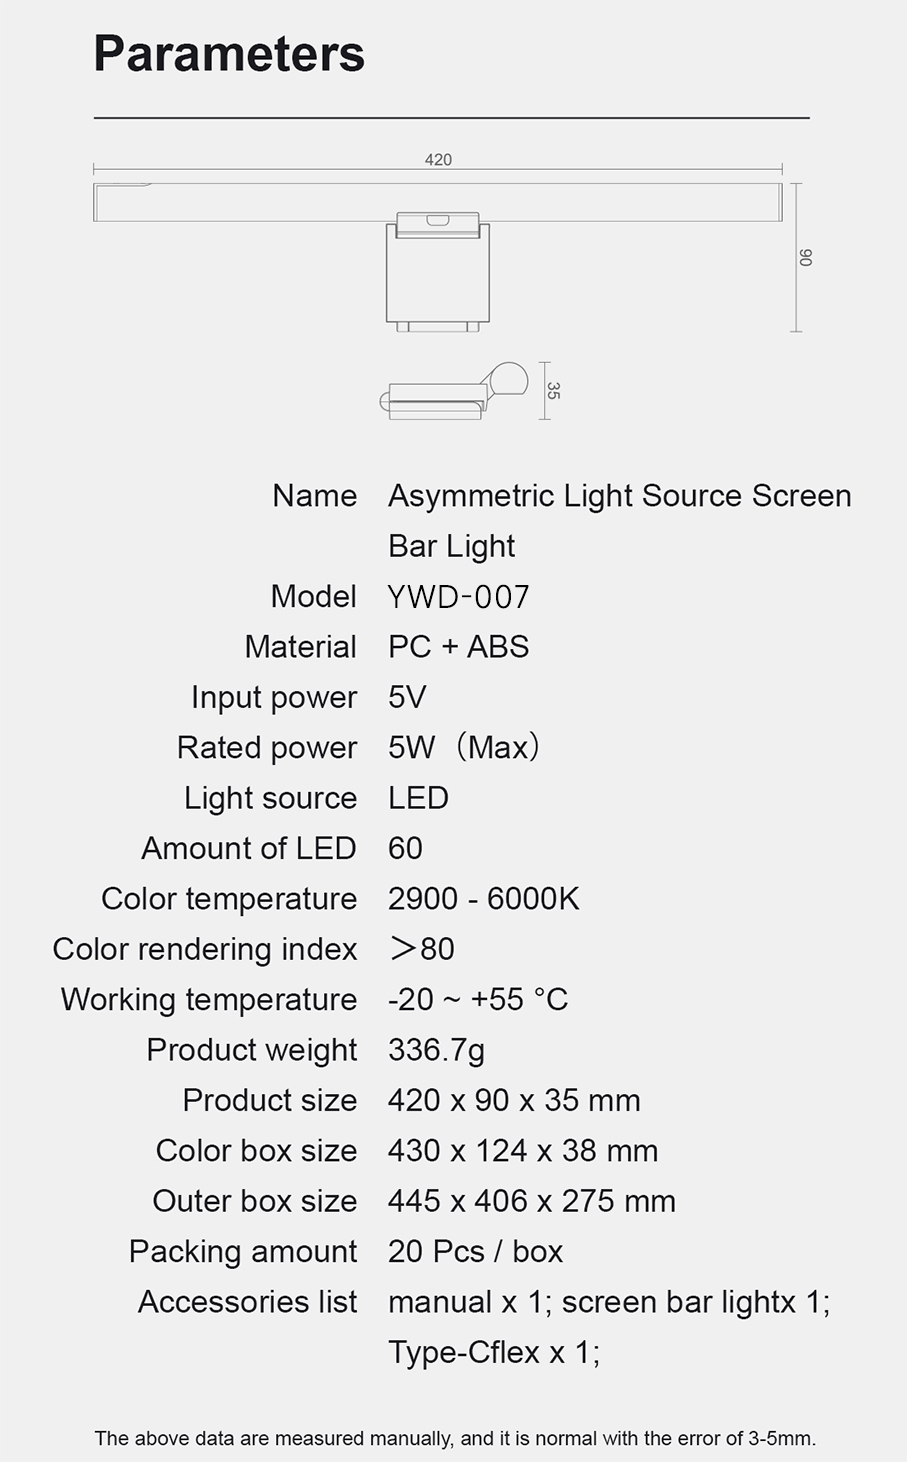 Parameters
420
90
35
Name Asymmetric Light Source Screen
Bar Light
Model YWD-007
Material PC + ABS
Input power 5V
Rated power 5W（Max）
Light source LED
Amount of LED 60
Color temperature 2900 - 6000K
Color rendering index ＞80
Working temperature -20 ~ +55 °C
Product weight 336.7g
Product size 420 x 90 x 35 mm
Color box size 430 x 124 x 38 mm
Outer box size 445 x 406 x 275 mm
Packing amount 20 Pcs / box
Accessories list manual x 1; screen bar lightx 1;
Type-Cflex x 1;
The above data are measured manually, and it is normal with the error of 3-5mm.